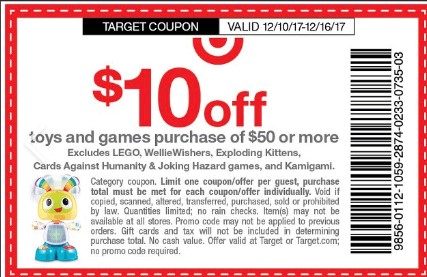 TARGET COUPON VALID 12/10/17-12/16/17
$10off
toys and games purchase of $50 or more
Excludes LEGO, WellieWishers, Exploding Kittens,
Cards Against Humanity & Joking Hazard games, and Kamigami.
Category coupon. Limit one coupon/offer per guest, purchase
total must be met for each coupon/offer individually. Void if
copied, scanned, altered, transferred, purchased, sold or prohibited
by law. Quantities limited; no rain checks. Item(s) may not be
available at all stores. Promo code may not be applied to previous
orders. Gift cards and tax will not be included in determining
purchase total. No cash value. Offer valid at Target or Target.com;
no promo code required.
9856-0112-1059-2874-0233-0735-03